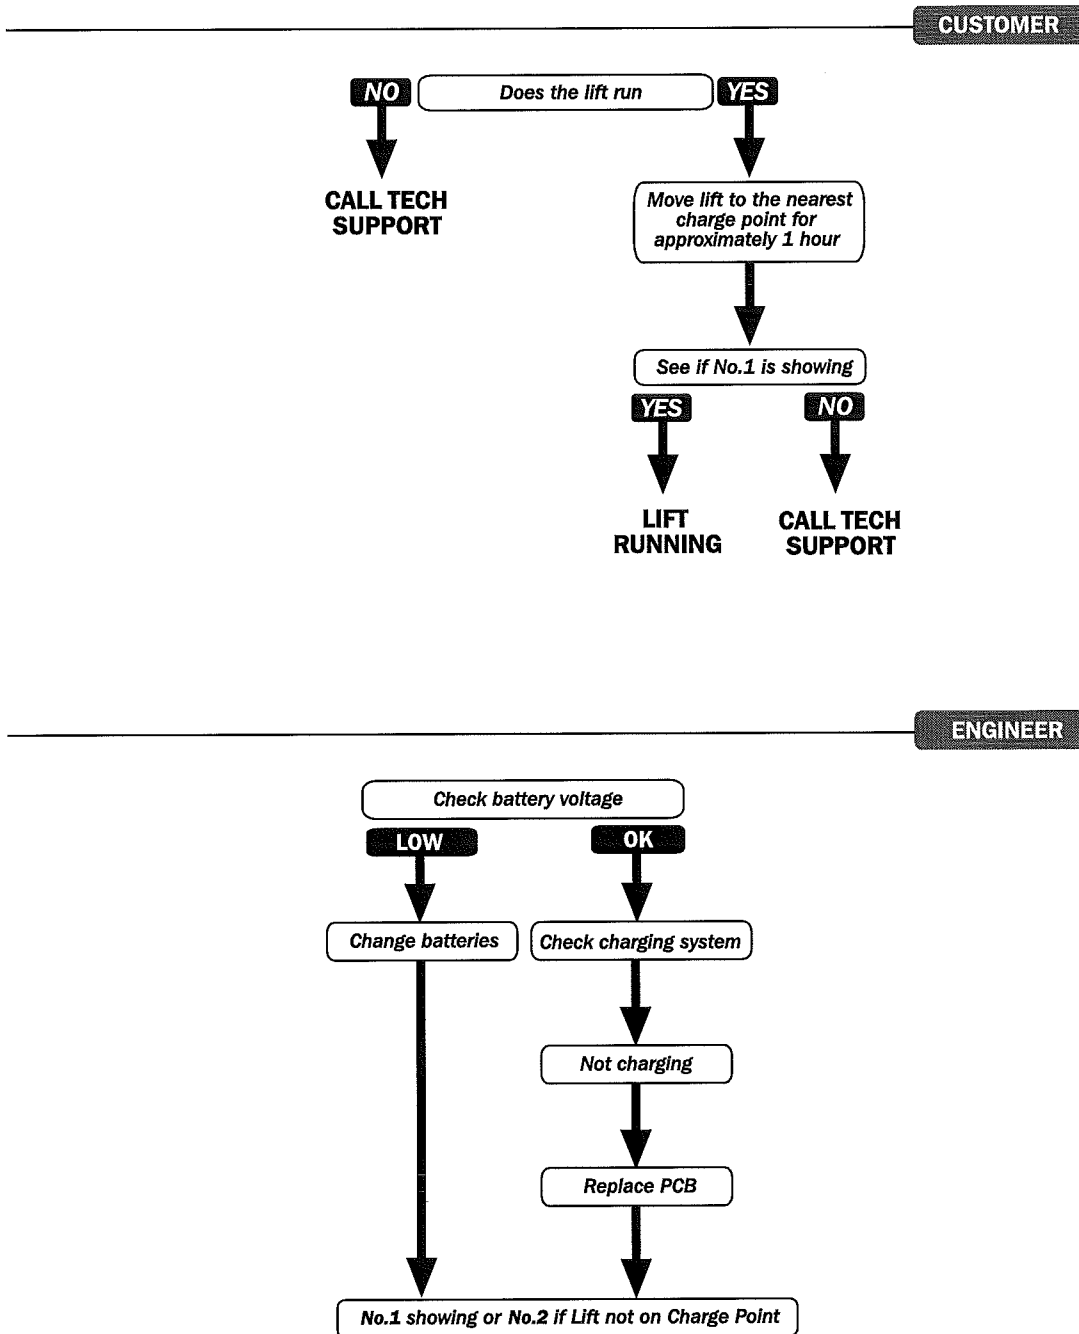 CUSTOMER
NO
Does the lift run
YES
CALL TECH
SUPPORT
Move lift to the nearest
charge point for
approximately 1 hour
See if No.1 is showing
YES
NO
LIFT
RUNNING
CALL TECH
SUPPORT
ENGINEER
Check battery voltage
LOW
OK
Change batteries
Check charging system
Not charging
Replace PCB
No.1 showing or No.2 if Lift not on Charge Point